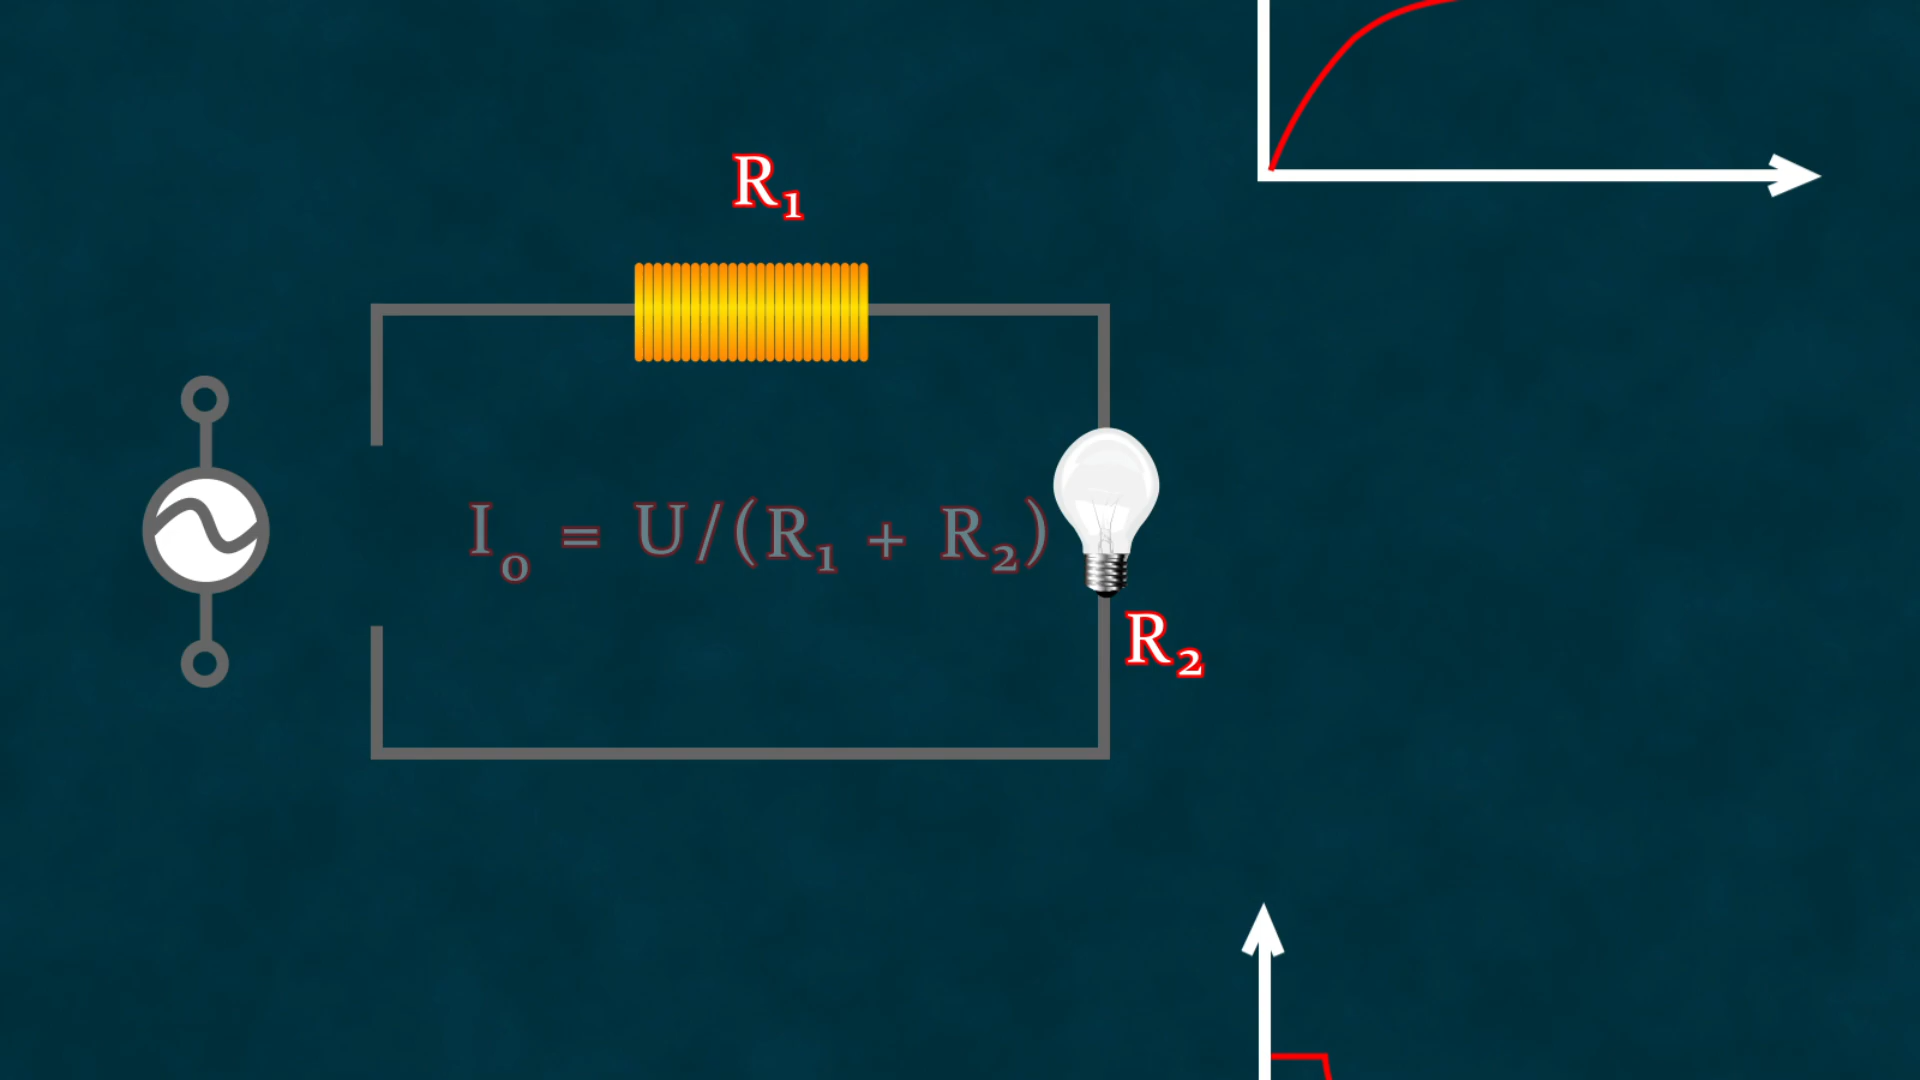 R₁
I₀ = U/(R₁ + R₂)
R₂